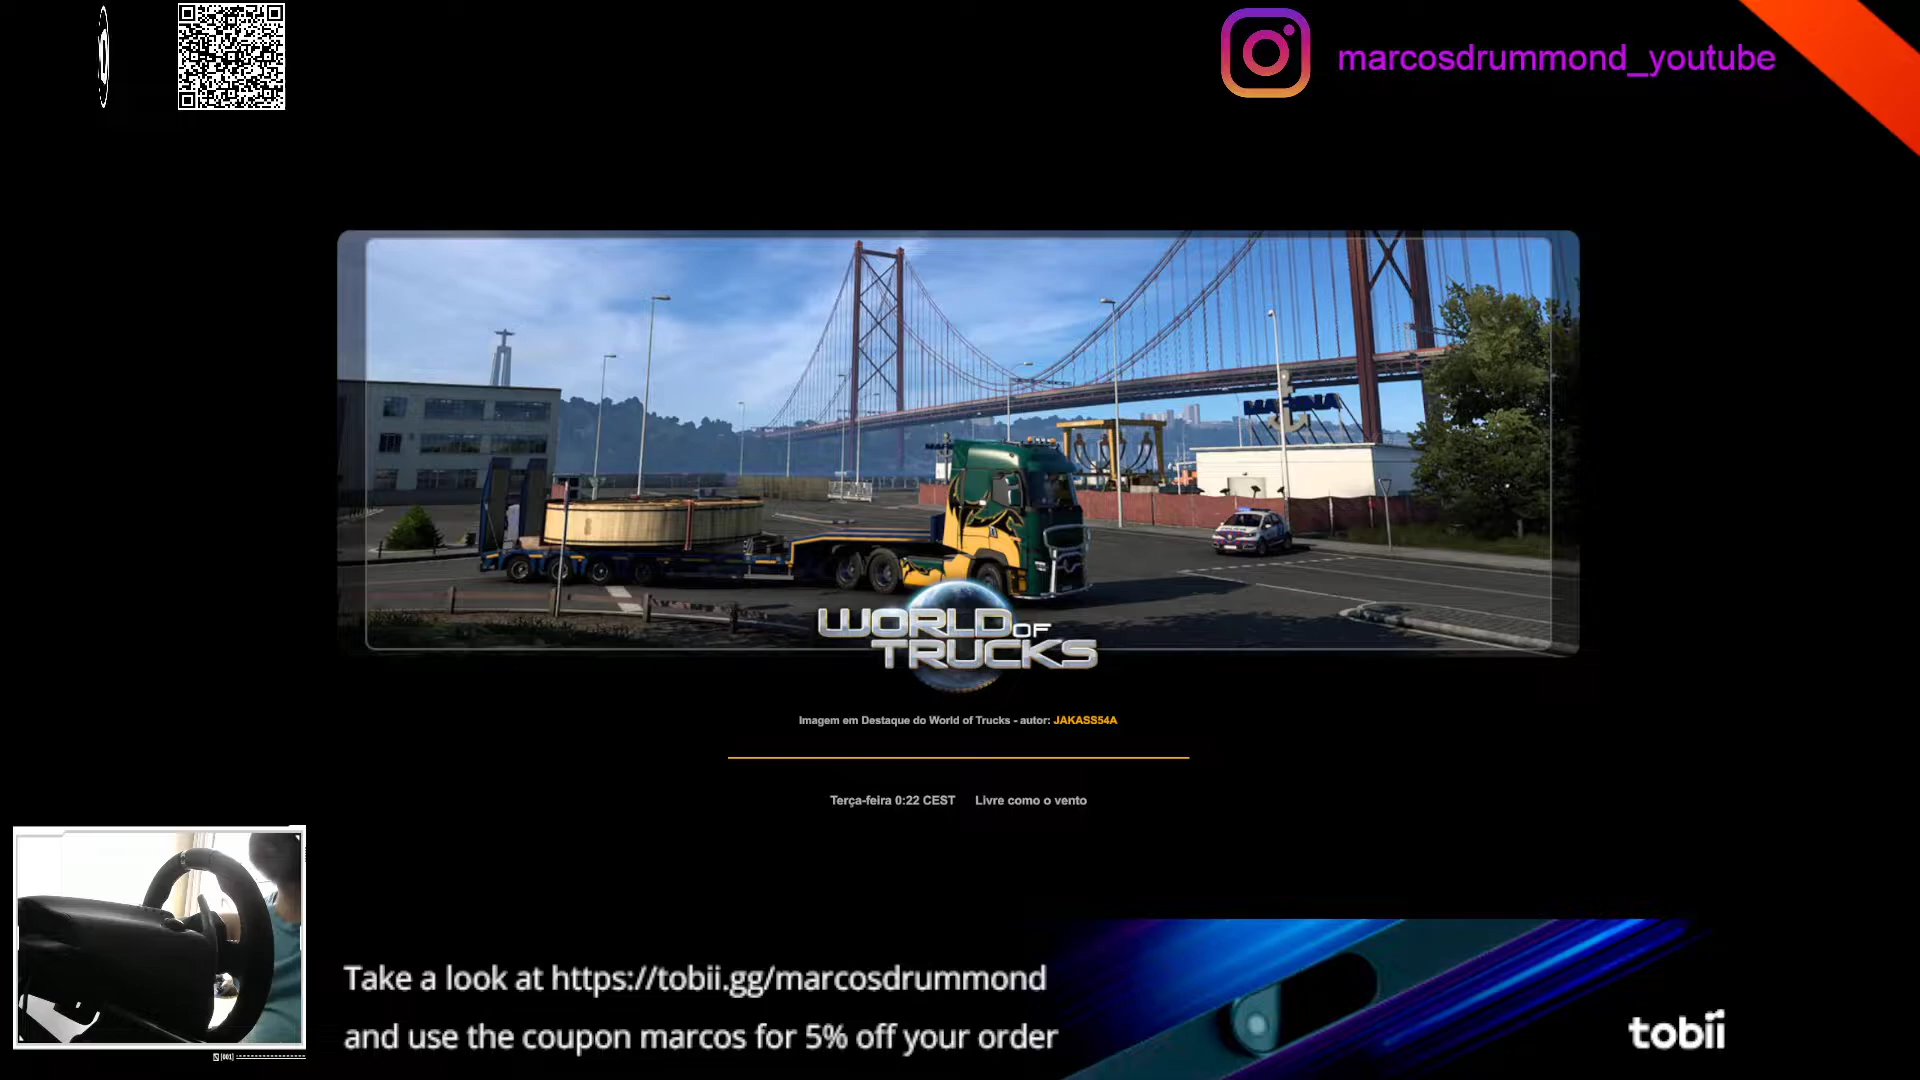 marcosdrummond_youtube
MARINA
WORLD OF
TRUCKS
Imagem em Destaque do World of Trucks - autor: JAKASS54A
Terça-feira 0:22 CEST Livre como o vento
Take a look at https://tobii.gg/marcosdrummond
and use the coupon marcos for 5% off your order
tobii
[001]